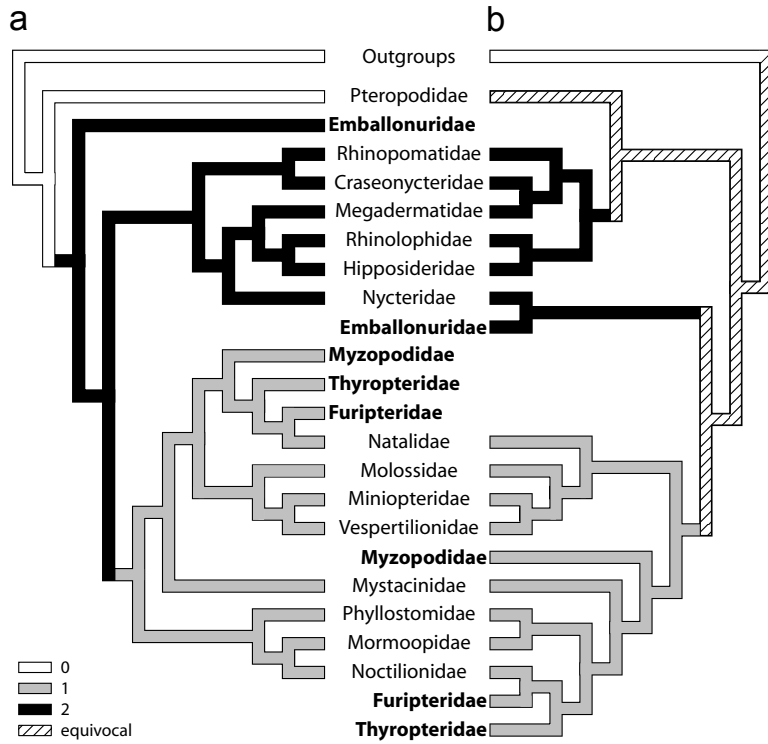 a
b
Outgroups
Pteropodidae
Emballonuridae
Rhinopomatidae
Craseonycteridae
Megadermatidae
Rhinolophidae
Hipposideridae
Nycteridae
Emballonuridae
Myzopodidae
Thyropteridae
Furipteridae
Natalidae
Molossidae
Miniopteridae
Vespertilionidae
Myzopodidae
Mystacinidae
Phyllostomidae
Mormoopidae
Noctilionidae
Furipteridae
Thyropteridae
0
1
2
equivocal